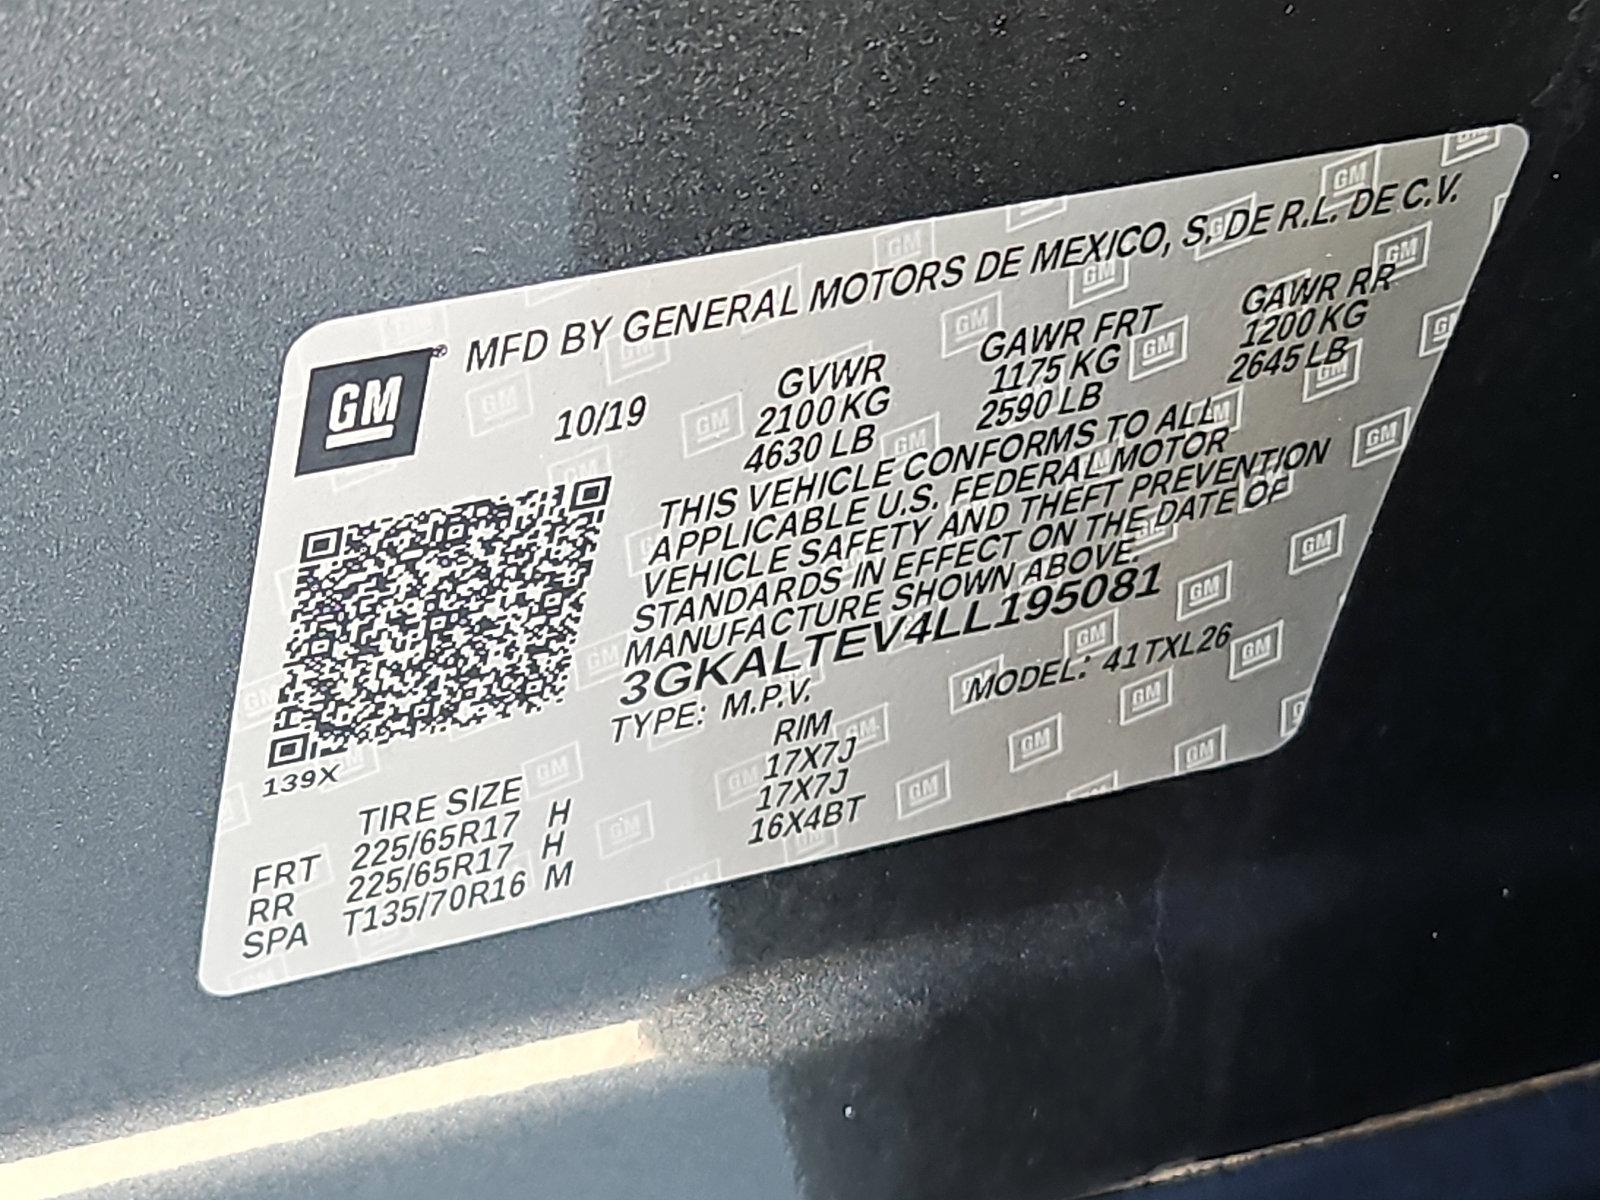 MFD BY GENERAL MOTORS DE MEXICO, S. DE R.L. DE C.V.
GM®
10/19
GVWR GAWR FRT GAWR RR
2100 KG 1175 KG 1200 KG
4630 LB 2590 LB 2645 LB
THIS VEHICLE CONFORMS TO ALL
APPLICABLE U.S. FEDERAL MOTOR
VEHICLE SAFETY AND THEFT PREVENTION
STANDARDS IN EFFECT ON THE DATE OF
MANUFACTURE SHOWN ABOVE.
3GKALTEV4LL195081
TYPE: M.P.V. MODEL: 41TXL26
139X
TIRE SIZE RIM
FRT 225/65R17 H 17X7J
RR 225/65R17 H 17X7J
SPA T135/70R16 M 16X4BT